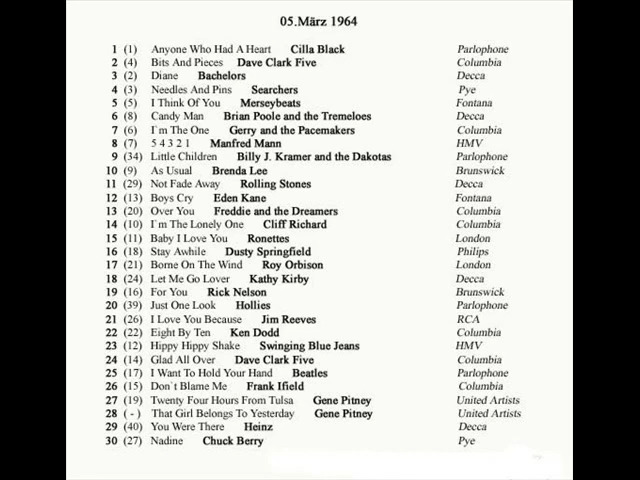 05.März 1964
1 (1) Anyone Who Had A Heart Cilla Black Parlophone
2 (4) Bits And Pieces Dave Clark Five Columbia
3 (2) Diane Bachelors Decca
4 (3) Needles And Pins Searchers Pye
5 (5) I Think Of You Merseybeats Fontana
6 (8) Candy Man Brian Poole and the Tremeloes Decca
7 (6) I`m The One Gerry and the Pacemakers Columbia
8 (7) 5 4 3 2 1 Manfred Mann HMV
9 (34) Little Children Billy J. Kramer and the Dakotas Parlophone
10 (9) As Usual Brenda Lee Brunswick
11 (29) Not Fade Away Rolling Stones Decca
12 (13) Boys Cry Eden Kane Fontana
13 (20) Over You Freddie and the Dreamers Columbia
14 (10) I`m The Lonely One Cliff Richard Columbia
15 (11) Baby I Love You Ronettes London
16 (18) Stay Awhile Dusty Springfield Philips
17 (21) Borne On The Wind Roy Orbison London
18 (24) Let Me Go Lover Kathy Kirby Decca
19 (16) For You Rick Nelson Brunswick
20 (39) Just One Look Hollies Parlophone
21 (26) I Love You Because Jim Reeves RCA
22 (22) Eight By Ten Ken Dodd Columbia
23 (12) Hippy Hippy Shake Swinging Blue Jeans HMV
24 (14) Glad All Over Dave Clark Five Columbia
25 (17) I Want To Hold Your Hand Beatles Parlophone
26 (15) Don`t Blame Me Frank Ifield Columbia
27 (19) Twenty Four Hours From Tulsa Gene Pitney United Artists
28 ( - ) That Girl Belongs To Yesterday Gene Pitney United Artists
29 (40) You Were There Heinz Decca
30 (27) Nadine Chuck Berry Pye